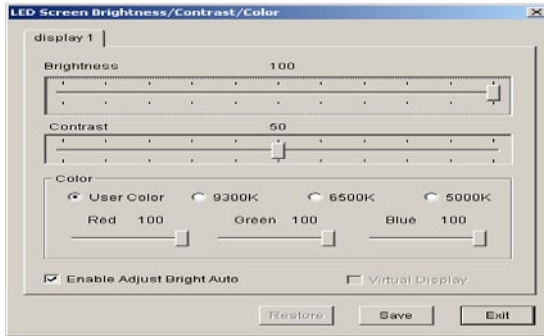 LED Screen Brightness/Contrast/Color
display 1
Brightness 100
Contrast 50
Color
User Color 9300K 6500K 5000K
Red 100 Green 100 Blue 100
Enable Adjust Bright Auto Virtual Display
Restore Save Exit